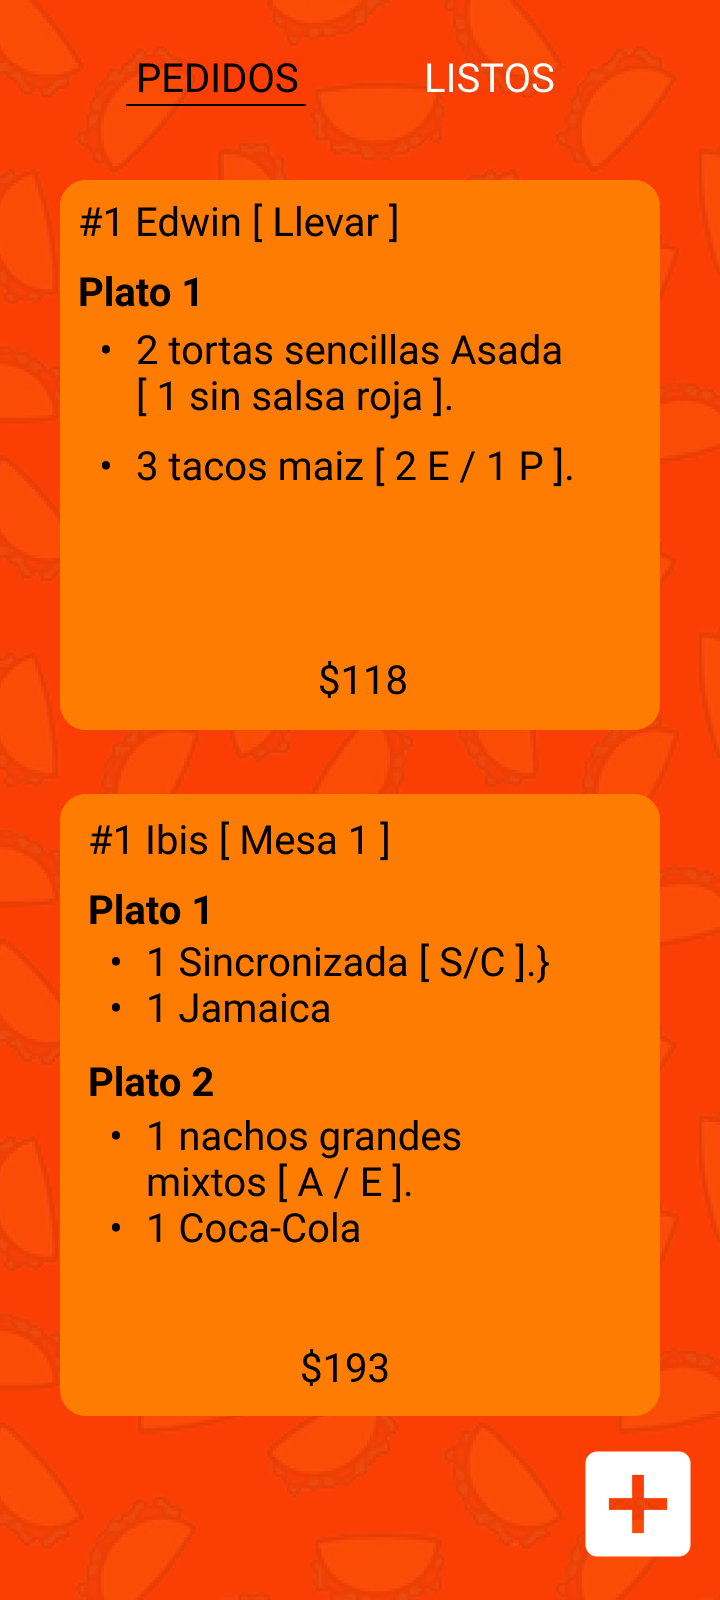 PEDIDOS LISTOS
#1 Edwin [ Llevar ]
Plato 1
• 2 tortas sencillas Asada
[ 1 sin salsa roja ].
• 3 tacos maiz [ 2 E / 1 P ].
$118
#1 Ibis [ Mesa 1 ]
Plato 1
• 1 Sincronizada [ S/C ].}
• 1 Jamaica
Plato 2
• 1 nachos grandes
mixtos [ A / E ].
• 1 Coca-Cola
$193